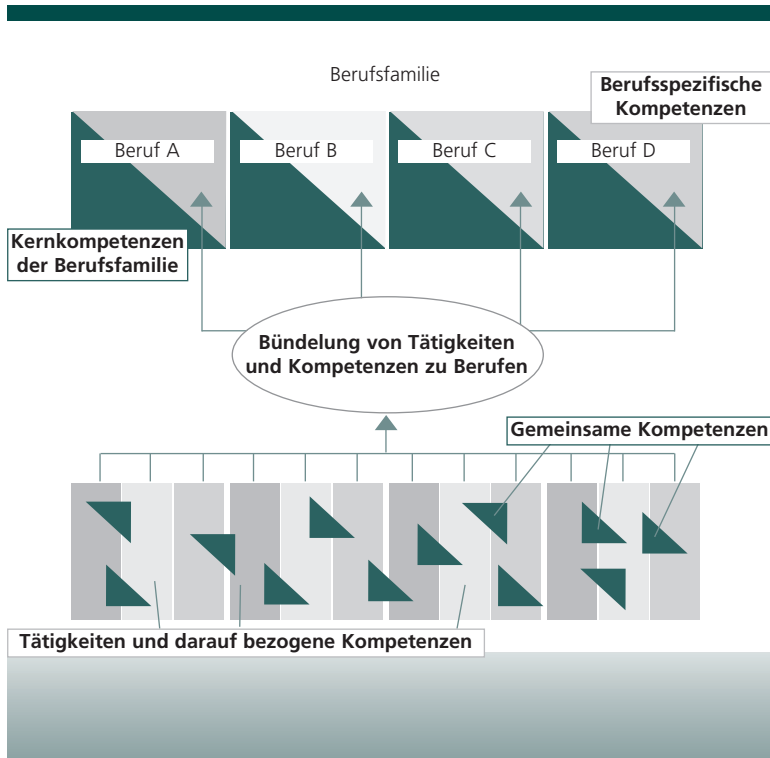 Berufsfamilie
Berufsspezifische
Kompetenzen
Beruf A
Beruf B
Beruf C
Beruf D
Kernkompetenzen
der Berufsfamilie
Bündelung von Tätigkeiten
und Kompetenzen zu Berufen
Gemeinsame Kompetenzen
Tätigkeiten und darauf bezogene Kompetenzen